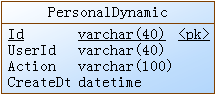 PersonalDynamic
Id varchar(40) <pk>
UserId varchar(40)
Action varchar(100)
CreateDt datetime